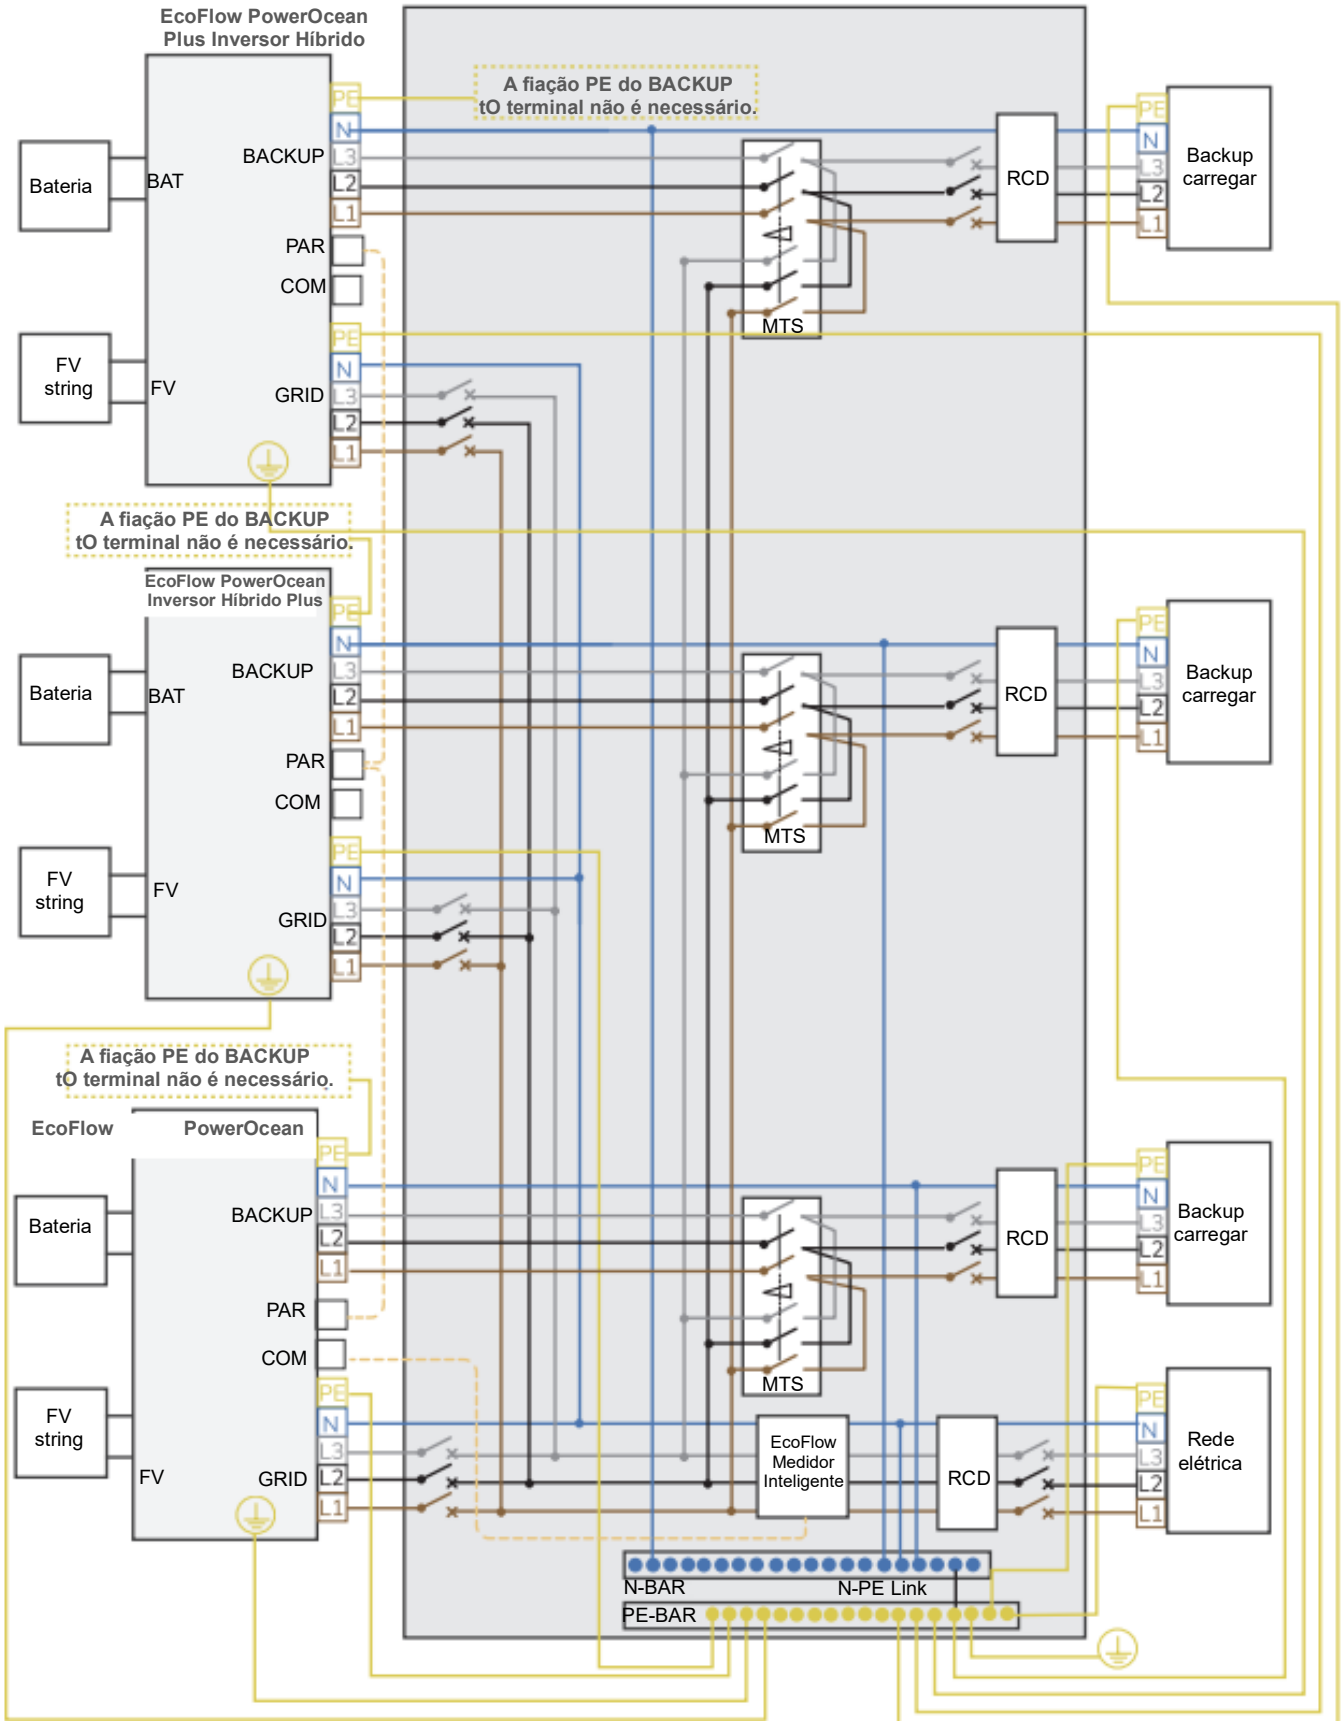 EcoFlow PowerOcean
Plus Inversor Híbrido
A fiação PE do BACKUP
tO terminal não é necessário.
PE
N
BACKUP
L3
L2
L1
Bateria
BAT
PAR
COM
PE
N
GRID
L3
L2
L1
FV
string
FV
MTS
RCD
PE
N
L3
L2
L1
Backup
carregar
A fiação PE do BACKUP
tO terminal não é necessário.
EcoFlow PowerOcean
Inversor Híbrido Plus
PE
N
BACKUP
L3
L2
L1
Bateria
BAT
PAR
COM
PE
N
GRID
L3
L2
L1
FV
string
FV
MTS
RCD
PE
N
L3
L2
L1
Backup
carregar
A fiação PE do BACKUP
tO terminal não é necessário.
EcoFlow PowerOcean
PE
N
BACKUP
L3
L2
L1
Bateria
PAR
COM
PE
N
GRID
L3
L2
L1
FV
string
FV
MTS
RCD
PE
N
L3
L2
L1
Backup
carregar
EcoFlow
Medidor
Inteligente
RCD
PE
N
L3
L2
L1
Rede
elétrica
N-BAR
N-PE Link
PE-BAR